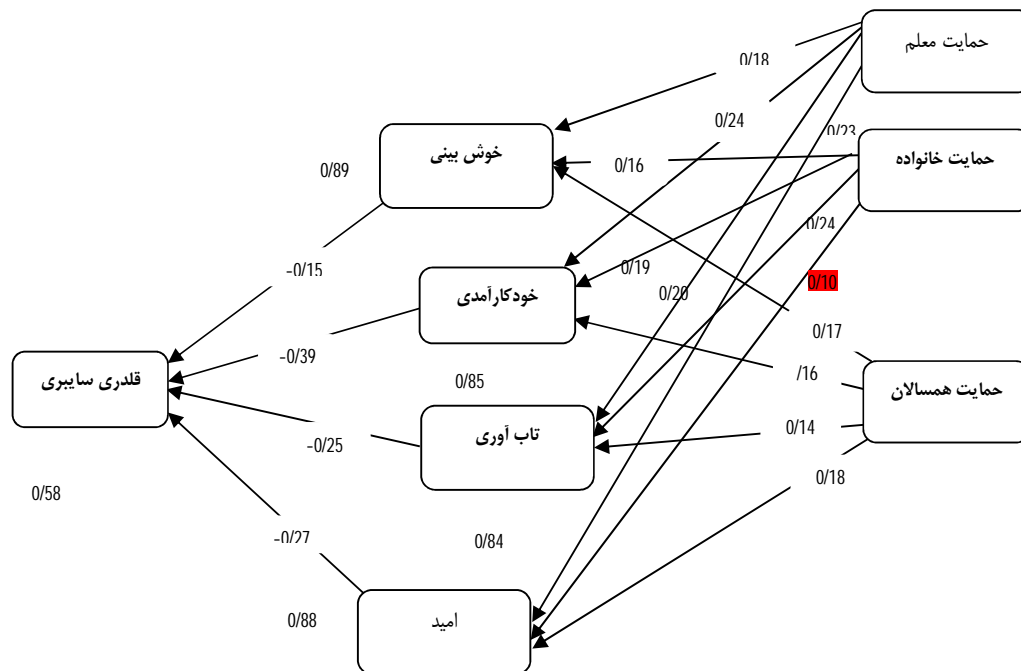 حمایت معلم
0/18
0/24
0/23
خوش بینی
حمایت خانواده
0/89
0/16
0/24
-0/15
0/19
0/10
خودکارآمدی
0/20
0/17
-0/39
قلدری سایبری
/16
0/85
حمایت همسالان
تاب آوری
0/14
-0/25
0/18
0/58
-0/27
0/84
0/88
امید